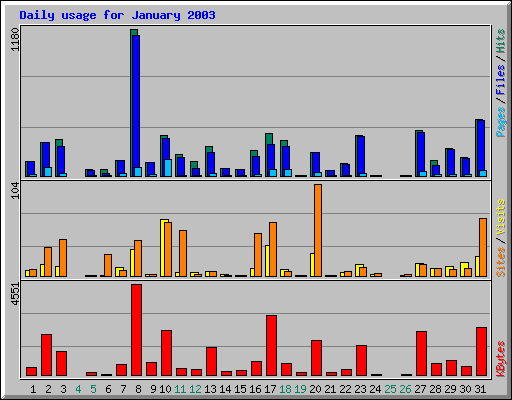 Daily usage for January 2003
1180
Pages / Files / Hits
104
Sites / Visits
4551
KBytes
1 2 3 4 5 6 7 8 9 10 11 12 13 14 15 16 17 18 19 20 21 22 23 24 25 26 27 28 29 30 31